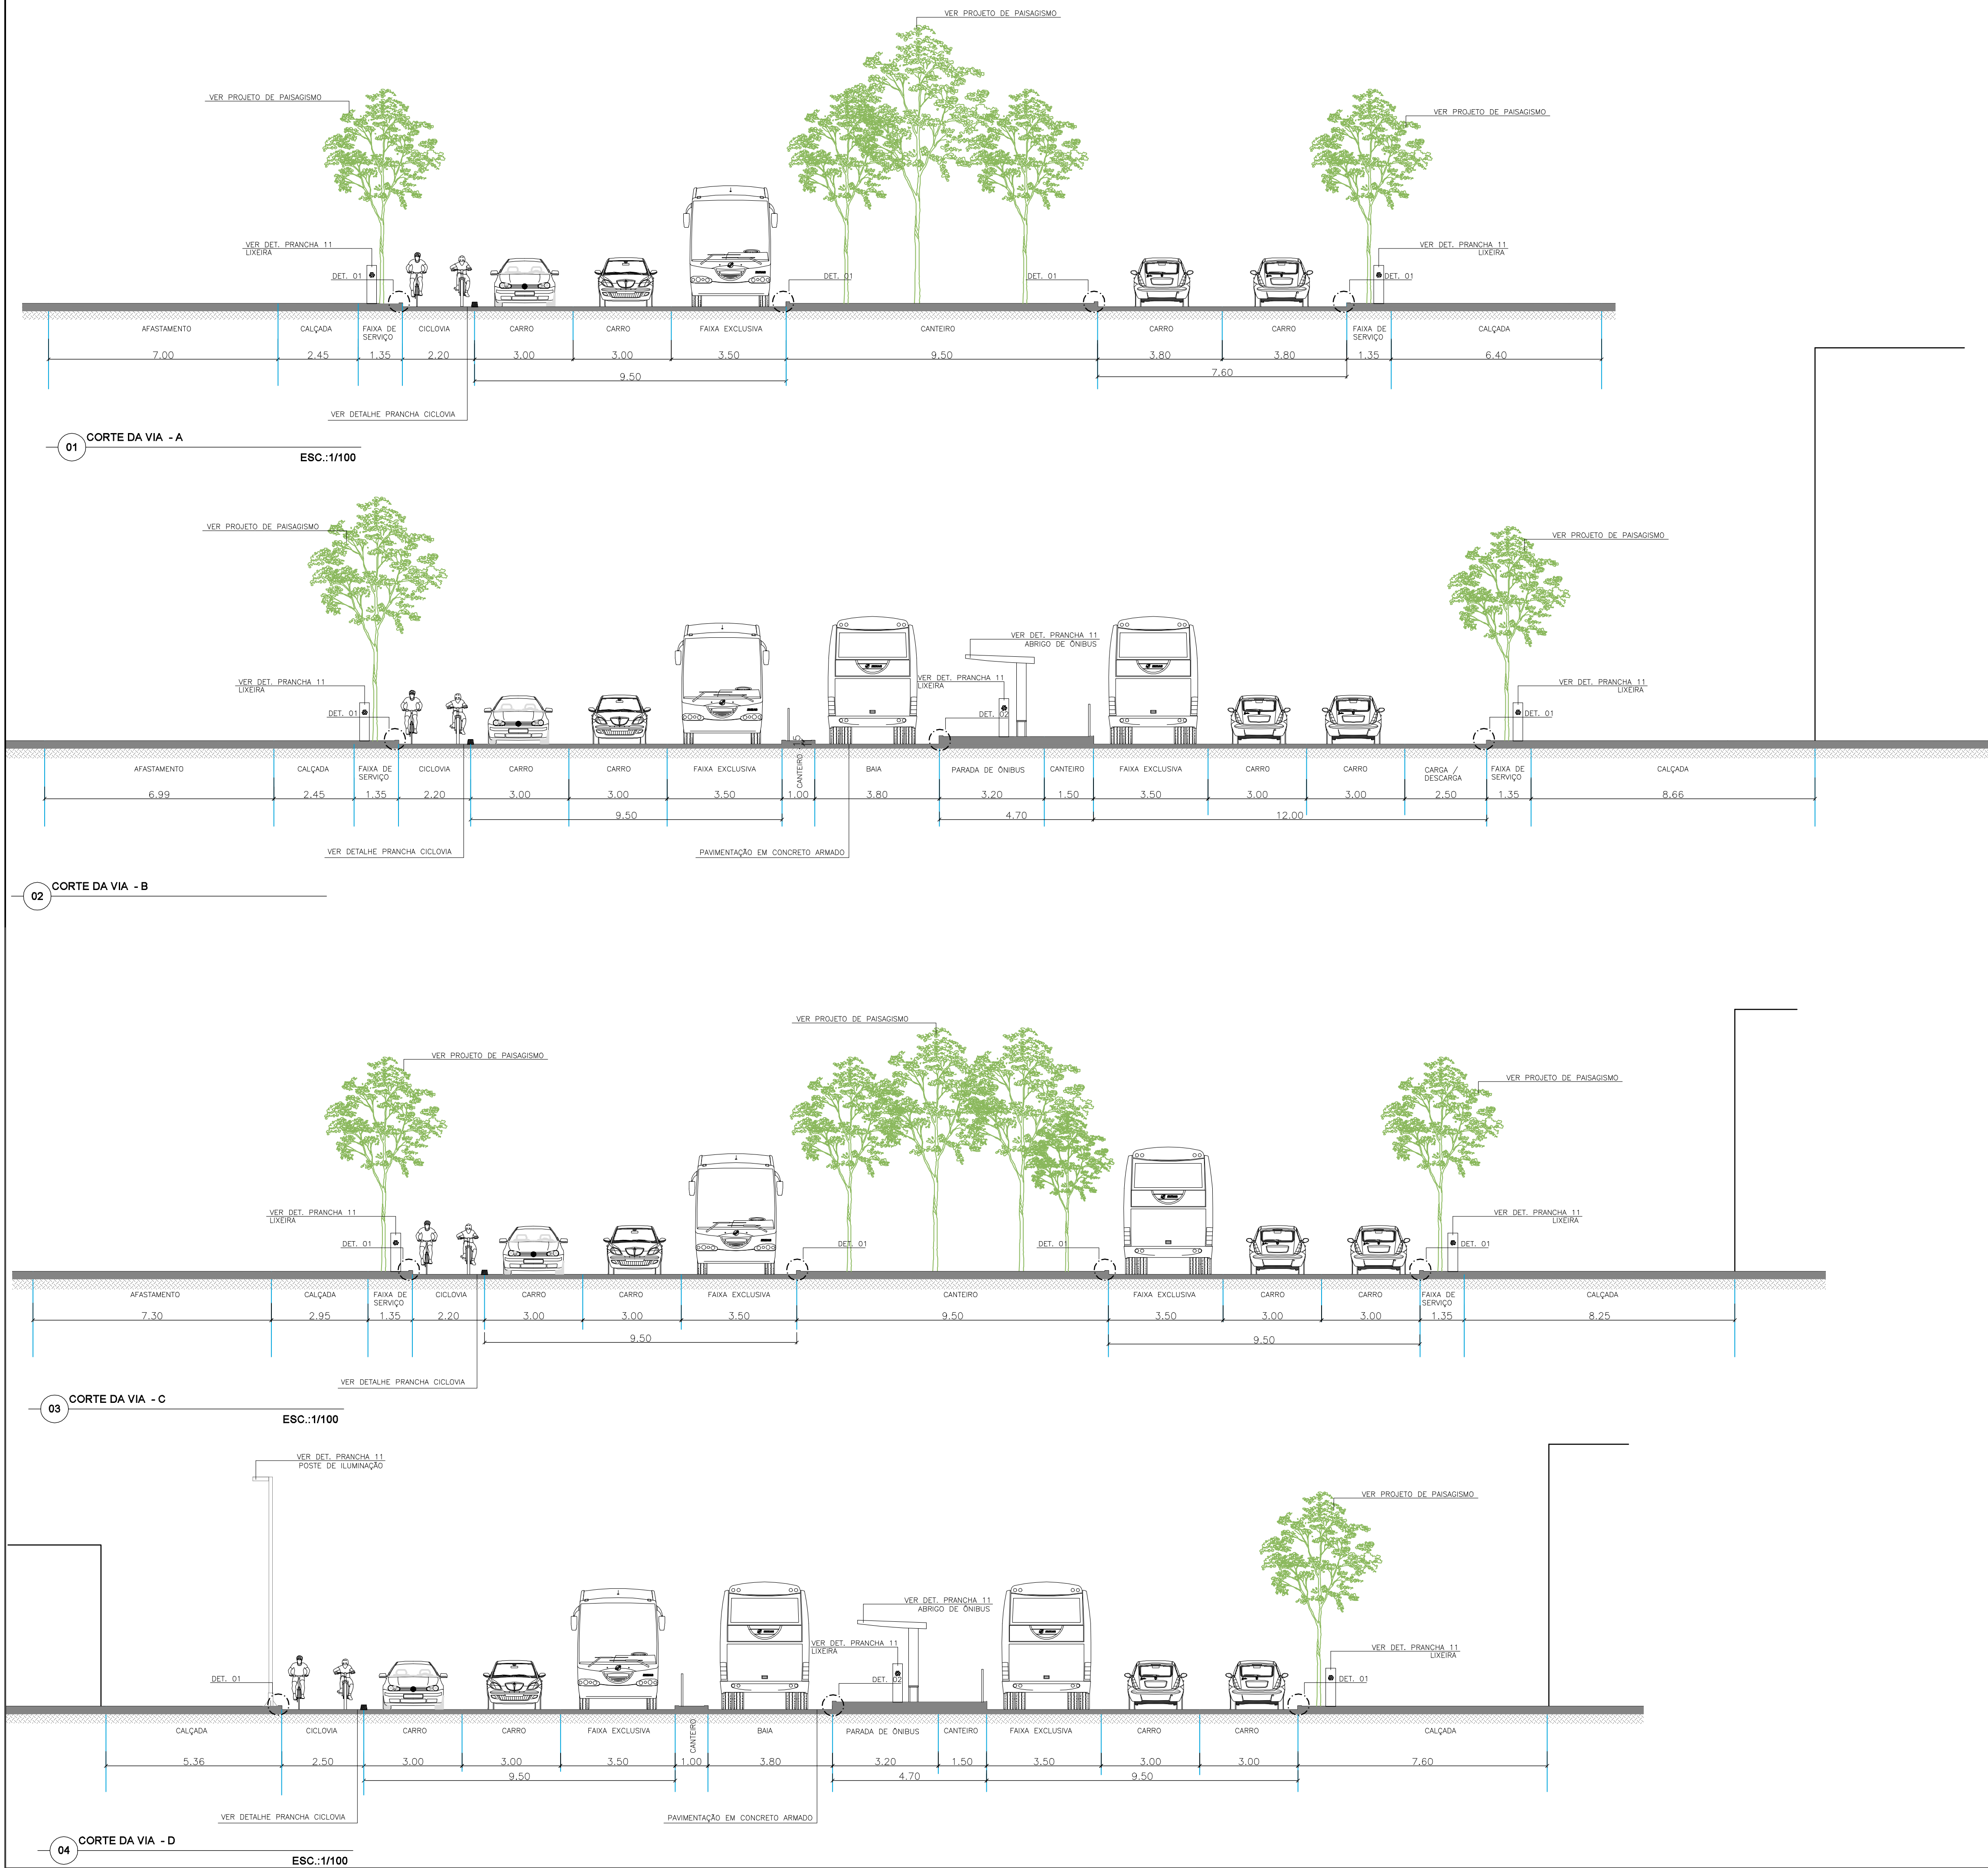 VER PROJETO DE PAISAGISMO
VER PROJETO DE PAISAGISMO
VER PROJETO DE PAISAGISMO
VER DET. PRANCHA 11
LIXEIRA
DET. 01
DET. 01
DET. 01
VER DET. PRANCHA 11
LIXEIRA
DET. 01
AFASTAMENTO CALÇADA FAIXA DE CICLOVIA CARRO CARRO FAIXA EXCLUSIVA CANTEIRO CARRO CARRO FAIXA DE CALÇADA
SERVIÇO SERVIÇO
7.00 2.45 1.35 2.20 3.00 3.00 3.50 9.50 3.80 3.80 1.35 6.40
9.50 7.60
VER DETALHE PRANCHA CICLOVIA
01 CORTE DA VIA - A
ESC.:1/100
VER PROJETO DE PAISAGISMO
VER PROJETO DE PAISAGISMO
VER DET. PRANCHA 11
ABRIGO DE ÔNIBUS
VER DET. PRANCHA 11
LIXEIRA
VER DET. PRANCHA 11
LIXEIRA
VER DET. PRANCHA 11
LIXEIRA
DET. 01
DET. 02
DET. 01
.15
AFASTAMENTO CALÇADA FAIXA DE CICLOVIA CARRO CARRO FAIXA EXCLUSIVA CANTEIRO BAIA PARADA DE ÔNIBUS CANTEIRO FAIXA EXCLUSIVA CARRO CARRO CARGA / FAIXA DE CALÇADA
SERVIÇO DESCARGA SERVIÇO
6.99 2.45 1.35 2.20 3.00 3.00 3.50 1.00 3.80 3.20 1.50 3.50 3.00 3.00 2.50 1.35 8.66
9.50 4.70 12.00
VER DETALHE PRANCHA CICLOVIA
PAVIMENTAÇÃO EM CONCRETO ARMADO
02 CORTE DA VIA - B
VER PROJETO DE PAISAGISMO
VER PROJETO DE PAISAGISMO
VER PROJETO DE PAISAGISMO
VER DET. PRANCHA 11
LIXEIRA
VER DET. PRANCHA 11
LIXEIRA
DET. 01
DET. 01
DET. 01
DET. 01
AFASTAMENTO CALÇADA FAIXA DE CICLOVIA CARRO CARRO FAIXA EXCLUSIVA CANTEIRO FAIXA EXCLUSIVA CARRO CARRO FAIXA DE CALÇADA
SERVIÇO SERVIÇO
7.30 2.95 1.35 2.20 3.00 3.00 3.50 9.50 3.50 3.00 3.00 1.35 8.25
9.50 9.50
VER DETALHE PRANCHA CICLOVIA
03 CORTE DA VIA - C
ESC.:1/100
VER DET. PRANCHA 11
POSTE DE ILUMINAÇÃO
VER PROJETO DE PAISAGISMO
VER DET. PRANCHA 11
ABRIGO DE ÔNIBUS
VER DET. PRANCHA 11
LIXEIRA
VER DET. PRANCHA 11
LIXEIRA
DET. 01
DET. 02
DET. 01
CALÇADA CICLOVIA CARRO CARRO FAIXA EXCLUSIVA CANTEIRO BAIA PARADA DE ÔNIBUS CANTEIRO FAIXA EXCLUSIVA CARRO CARRO CALÇADA
5.36 2.50 3.00 3.00 3.50 1.00 3.80 3.20 1.50 3.50 3.00 3.00 7.60
9.50 4.70 9.50
VER DETALHE PRANCHA CICLOVIA
PAVIMENTAÇÃO EM CONCRETO ARMADO
04 CORTE DA VIA - D
ESC.:1/100